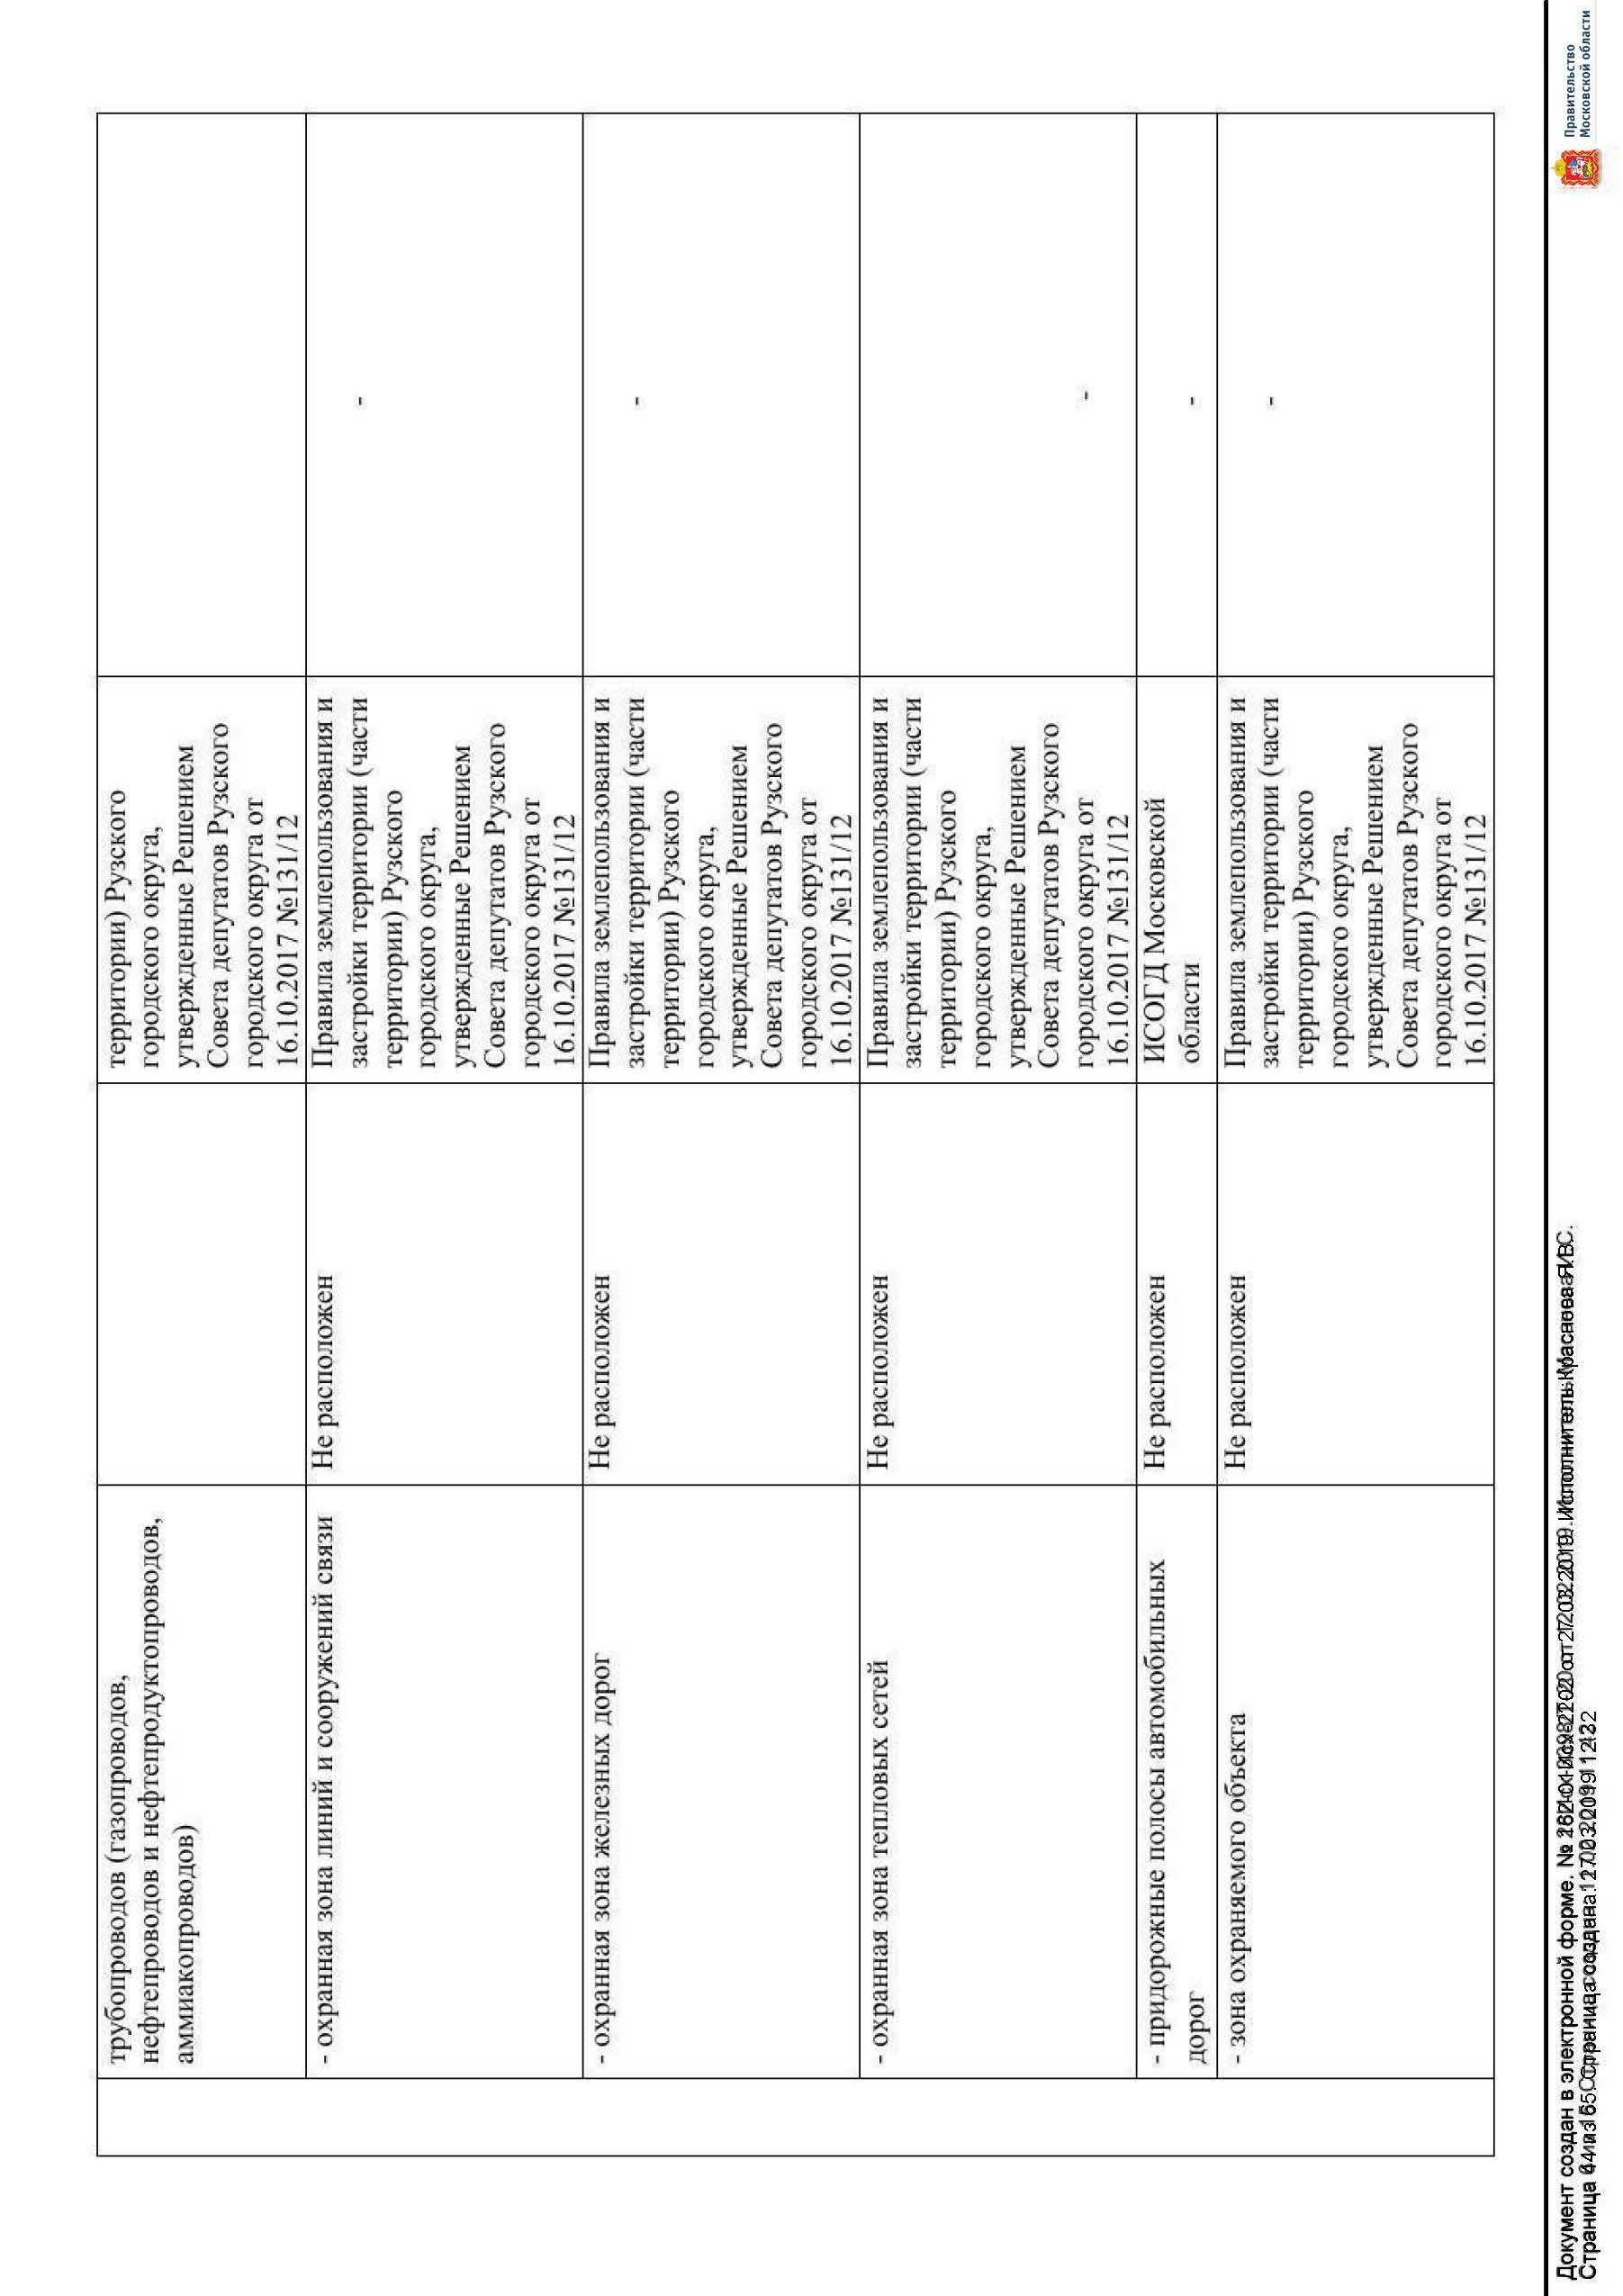 трубопроводов (газопроводов,
нефтепроводов и нефтепродуктопроводов,
аммиакопроводов)
территории) Рузского
городского округа,
утвержденные Решением
Совета депутатов Рузского
городского округа от
16.10.2017 №131/12
- охранная зона линий и сооружений связи
Не расположен
Правила землепользования и
застройки территории (части
территории) Рузского
городского округа,
утвержденные Решением
Совета депутатов Рузского
городского округа от
16.10.2017 №131/12
-
- охранная зона железных дорог
Не расположен
Правила землепользования и
застройки территории (части
территории) Рузского
городского округа,
утвержденные Решением
Совета депутатов Рузского
городского округа от
16.10.2017 №131/12
-
- охранная зона тепловых сетей
Не расположен
Правила землепользования и
застройки территории (части
территории) Рузского
городского округа,
утвержденные Решением
Совета депутатов Рузского
городского округа от
16.10.2017 №131/12
-
- придорожные полосы автомобильных
дорог
Не расположен
ИСОГД Московской
области
-
- зона охраняемого объекта
Не расположен
Правила землепользования и
застройки территории (части
территории) Рузского
городского округа,
утвержденные Решением
Совета депутатов Рузского
городского округа от
16.10.2017 №131/12
-
Документ создан в электронной форме. №
Страница
Правительство
Московской области